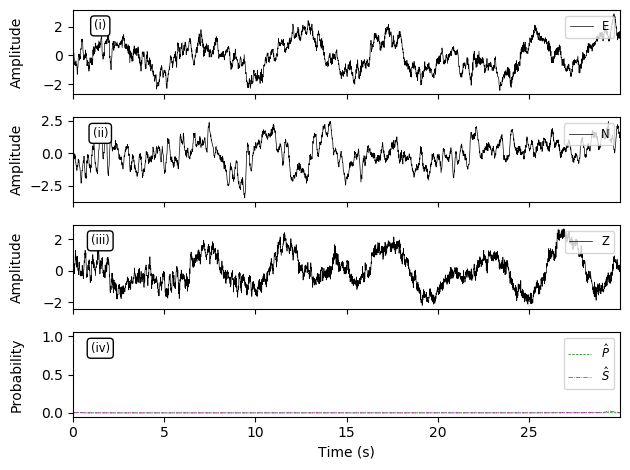 (i)
E
Amplitude
2
0
−2
(ii)
N
Amplitude
2.5
0.0
−2.5
(iii)
Z
Amplitude
2
0
−2
(iv)
P̂
Ŝ
Probability
1.0
0.5
0.0
0 5 10 15 20 25
Time (s)